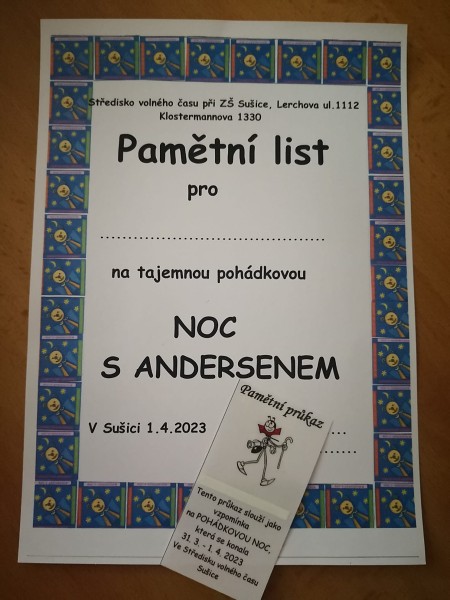 Středisko volného času při ZŠ Sušice, Lerchova ul.1112
Klostermannova 1330
Pamětní list
pro
........................................
na tajemnou pohádkovou
NOC
S ANDERSENEM
V Sušici 1.4.2023
Pamětní průkaz
Tento průkaz slouží jako
vzpomínka
na POHÁDKOVOU NOC,
která se konala
31. 3. - 1. 4. 2023
Ve Středisku volného času
Sušice